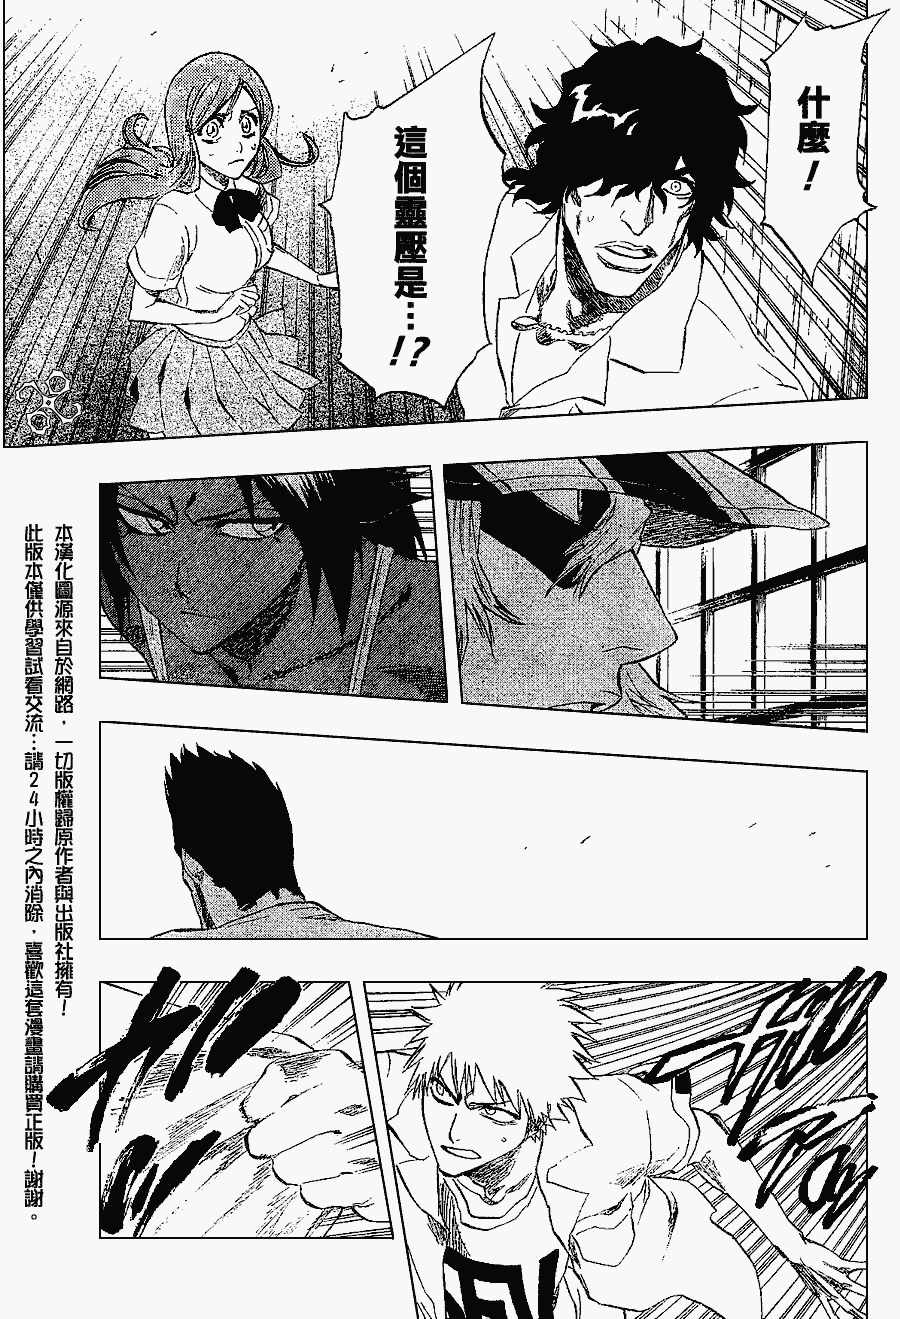 什
麼！
這個靈壓是…
!?
本漢化圖源來自於網路．一切版權歸原作者與出版社擁有！
此版本僅供學習試看交流…請24小時之內消除．喜歡這套漫畫請購買正版！謝謝。